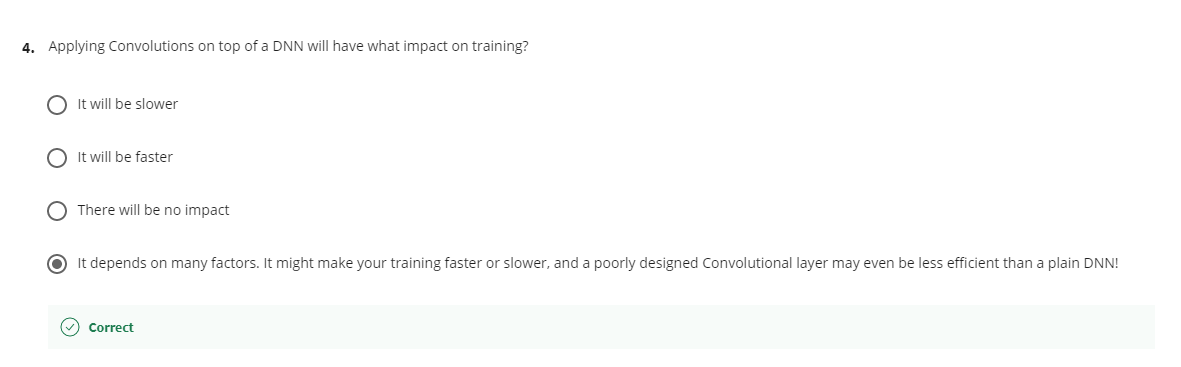 4. Applying Convolutions on top of a DNN will have what impact on training?
It will be slower
It will be faster
There will be no impact
It depends on many factors. It might make your training faster or slower, and a poorly designed Convolutional layer may even be less efficient than a plain DNN!
Correct